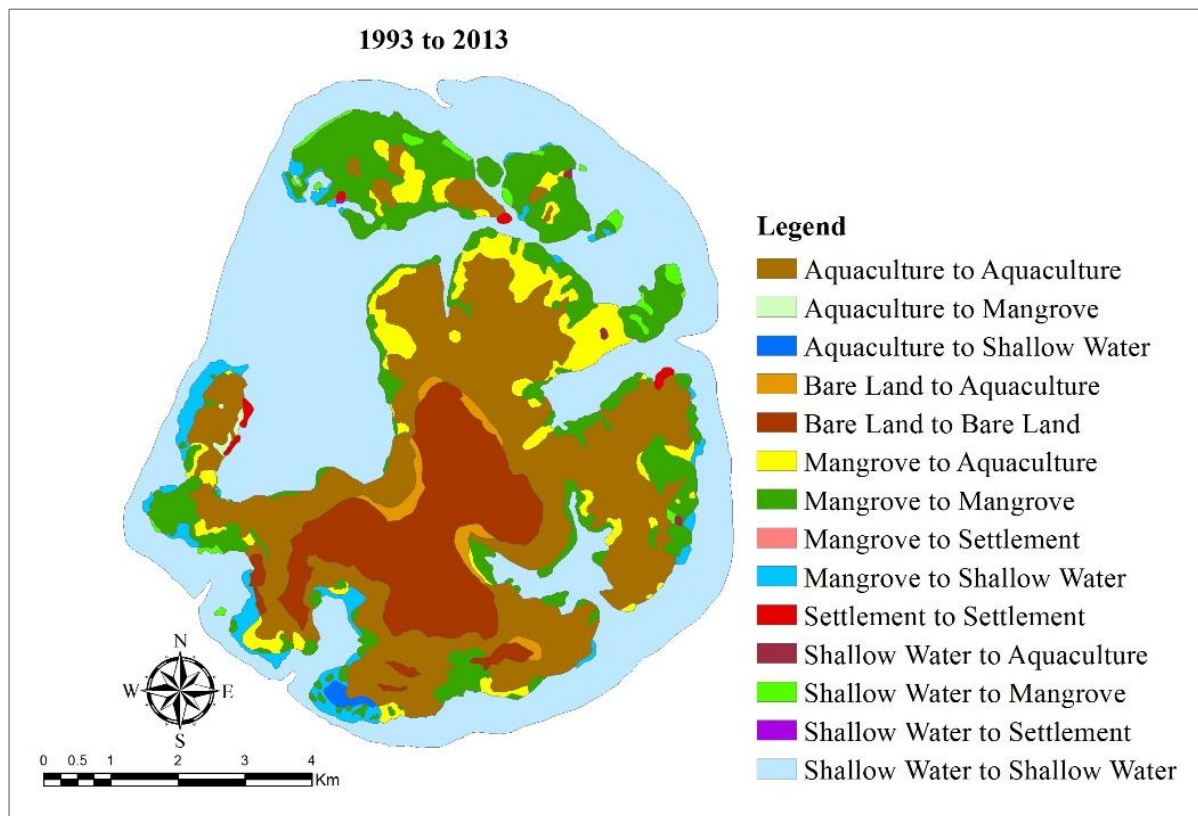 1993 to 2013
Legend
Aquaculture to Aquaculture
Aquaculture to Mangrove
Aquaculture to Shallow Water
Bare Land to Aquaculture
Bare Land to Bare Land
Mangrove to Aquaculture
Mangrove to Mangrove
Mangrove to Settlement
Mangrove to Shallow Water
Settlement to Settlement
Shallow Water to Aquaculture
Shallow Water to Mangrove
Shallow Water to Settlement
Shallow Water to Shallow Water
N
W E
S
0 0.5 1 2 3 4
Km